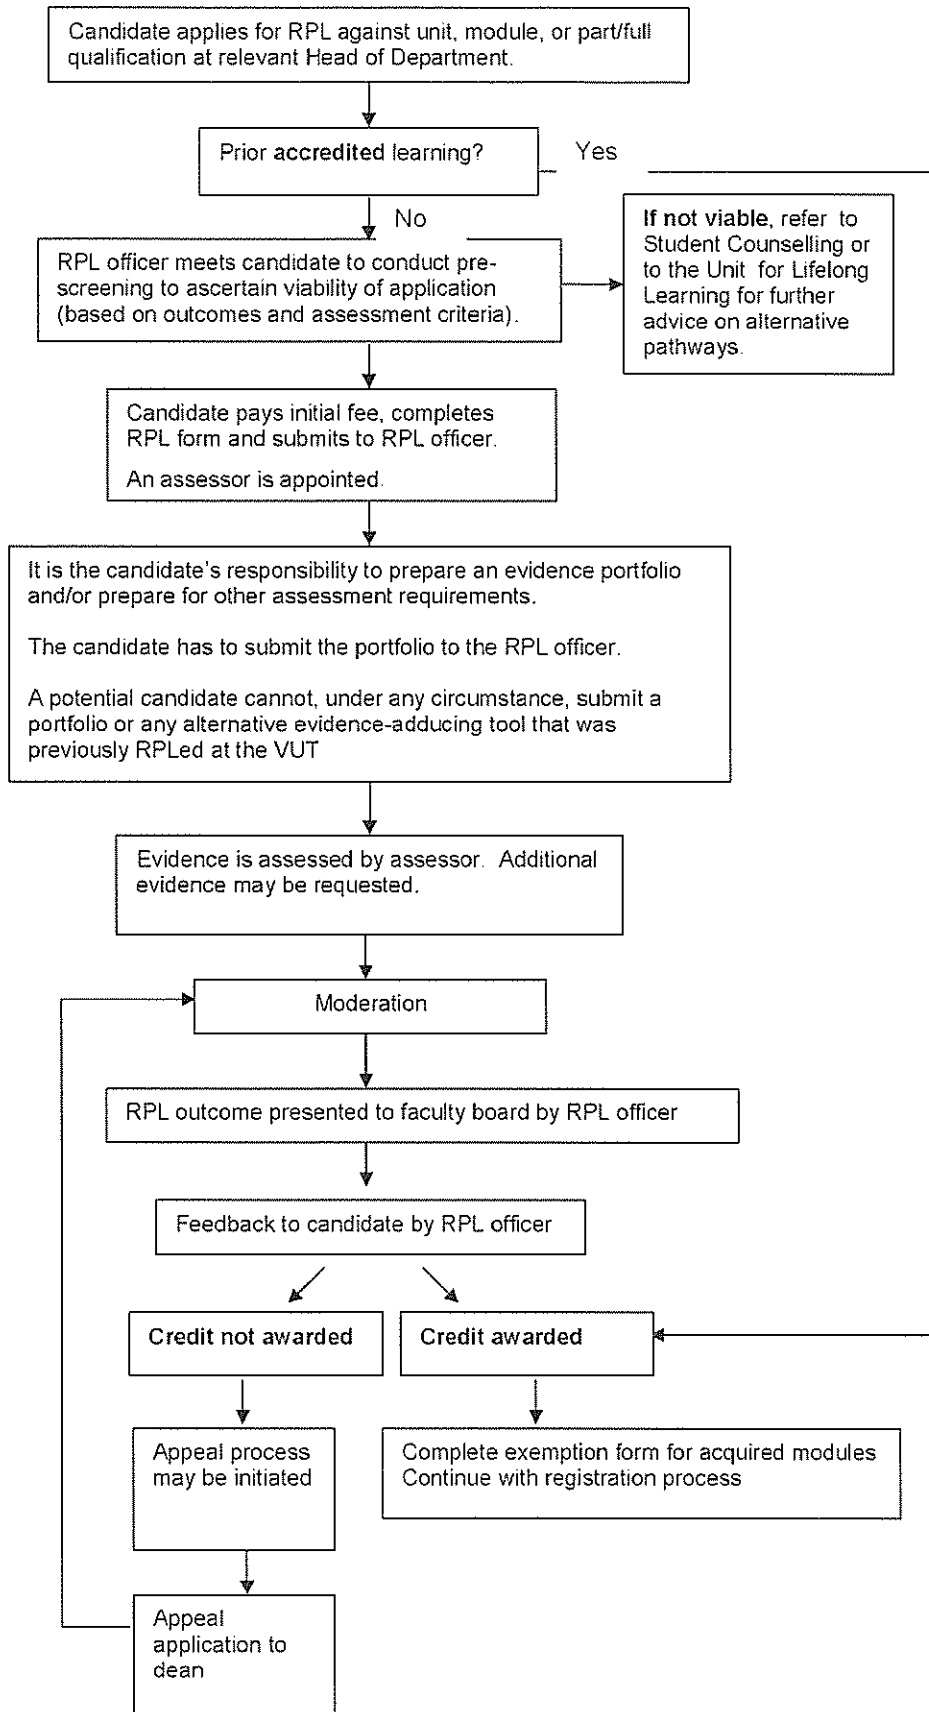 Candidate applies for RPL against unit, module, or part/full
qualification at relevant Head of Department.
Prior accredited learning?
Yes
No
If not viable, refer to
Student Counselling or
to the Unit for Lifelong
Learning for further
advice on alternative
pathways.
RPL officer meets candidate to conduct pre-
screening to ascertain viability of application
(based on outcomes and assessment criteria).
Candidate pays initial fee, completes
RPL form and submits to RPL officer.
An assessor is appointed.
It is the candidate's responsibility to prepare an evidence portfolio
and/or prepare for other assessment requirements.
The candidate has to submit the portfolio to the RPL officer.
A potential candidate cannot, under any circumstance, submit a
portfolio or any alternative evidence-adducing tool that was
previously RPLed at the VUT
Evidence is assessed by assessor. Additional
evidence may be requested.
Moderation
RPL outcome presented to faculty board by RPL officer
Feedback to candidate by RPL officer
Credit not awarded
Credit awarded
Appeal process
may be initiated
Complete exemption form for acquired modules
Continue with registration process
Appeal
application to
dean